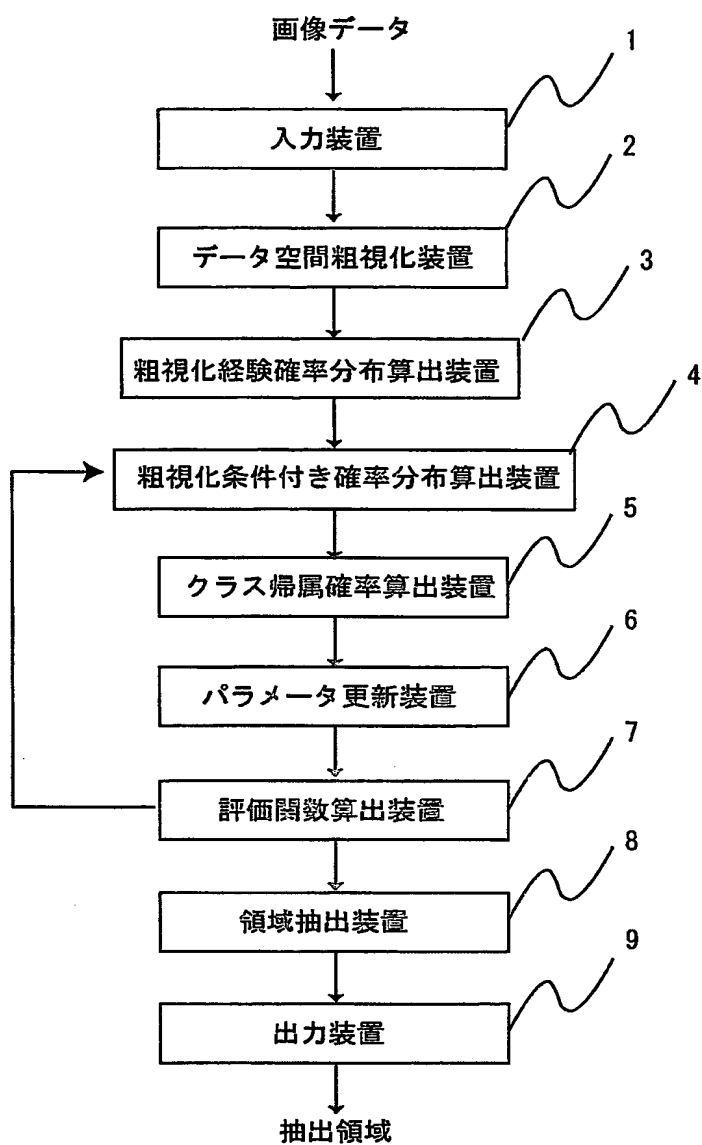 画像データ
1
入力装置
2
データ空間粗視化装置
3
粗視化経験確率分布算出装置
4
粗視化条件付き確率分布算出装置
5
クラス帰属確率算出装置
6
パラメータ更新装置
7
評価関数算出装置
8
領域抽出装置
9
出力装置
抽出領域